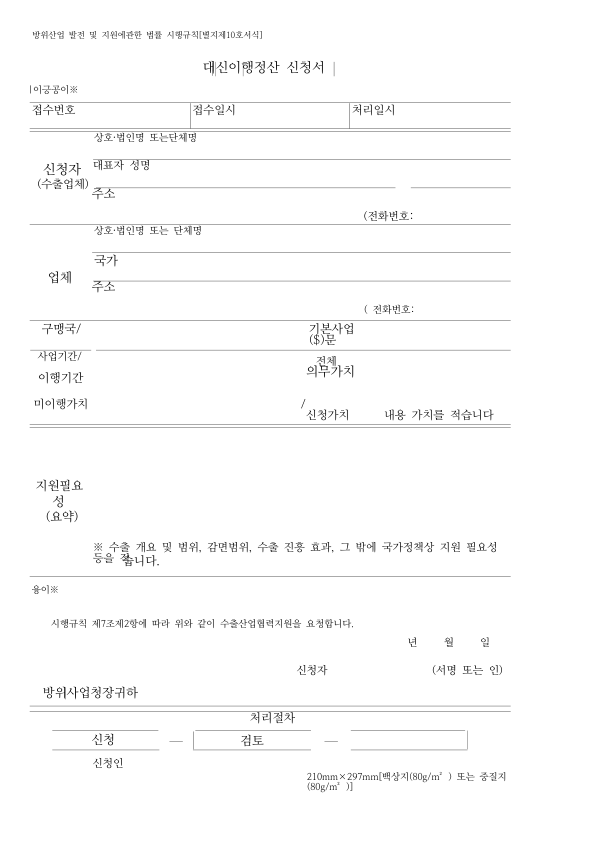 방위산업 발전 및 지원에관한 법률 시행규칙[별지제10호서식]
대신이행정산 신청서
이궁공이※
접수번호 접수일시 처리일시
상호·법인명 또는단체명
신청자
(수출업체)
대표자 성명
주소
(전화번호:
상호·법인명 또는 단체명
업체
국가
주소
( 전화번호:
구맹국/ 기본사업
($)문
사업기간/ 전체
이행기간 의무가치
미이행가치 /
신청가치 내용 가치를 적습니다
지원필요
성
(요약)
※ 수출 개요 및 범위, 감면범위, 수출 진흥 효과, 그 밖에 국가정책상 지원 필요성
등을 적습니다.
융이※
시행규칙 제7조제2항에 따라 위와 같이 수출산업협력지원을 요청합니다.
년 월 일
신청자 (서명 또는 인)
방위사업청장귀하
처리절차
신청 — 검토 —
신청인
210mm×297mm[백상지(80g/m² ) 또는 중질지
(80g/m² )]